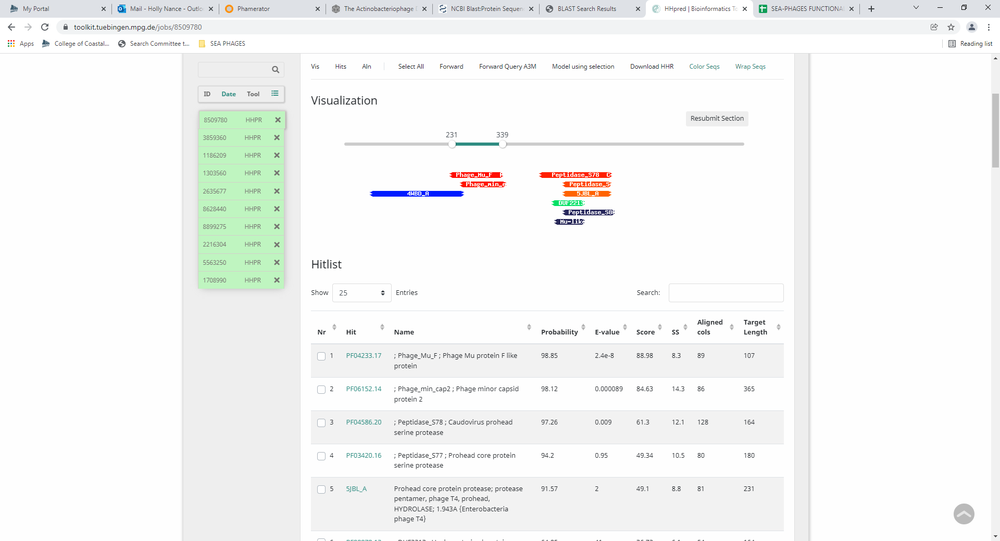 My Portal
Mail - Holly Nance - Outlo
Phamerator
The Actinobacteriophage D
NCBI Blast:Protein Sequen
BLAST Search Results
HHpred | Bioinformatics To
SEA-PHAGES FUNCTIONA
toolkit.tuebingen.mpg.de/jobs/8509780
Apps
College of Coastal...
Search Committee t...
SEA PHAGES
Reading list
Vis Hits Aln Select All Forward Forward Query A3M Model using selection Download HHR Color Seqs Wrap Seqs
ID Date Tool
8509780 HHPR
3859360 HHPR
1186209 HHPR
1303560 HHPR
2635677 HHPR
8628440 HHPR
8899275 HHPR
2216304 HHPR
5563250 HHPR
1708990 HHPR
Visualization
Resubmit Section
231 339
Phage_Mu_F Peptidase_S78 C
Phage_min_c Peptidase_S
4WBD_A 5JBL_A
DUF2213
Peptidase_S8
Mu-lik
Hitlist
Show 25 Entries Search:
Nr Hit Name Probability E-value Score SS Aligned cols Target Length
1 PF04233.17 ; Phage_Mu_F ; Phage Mu protein F like 98.85 2.4e-8 88.98 8.3 89 107
protein
2 PF06152.14 ; Phage_min_cap2 ; Phage minor capsid 98.12 0.000089 84.63 14.3 86 365
protein 2
3 PF04586.20 ; Peptidase_S78 ; Caudovirus prohead 97.26 0.009 61.3 12.1 128 164
serine protease
4 PF03420.16 ; Peptidase_S77 ; Prohead core protein 94.2 0.95 49.34 10.5 80 180
serine protease
5 5JBL_A Prohead core protein protease; protease 91.57 2 49.1 8.8 81 231
pentamer, phage T4, prohead,
HYDROLASE; 1.943A {Enterobacteria
phage T4}